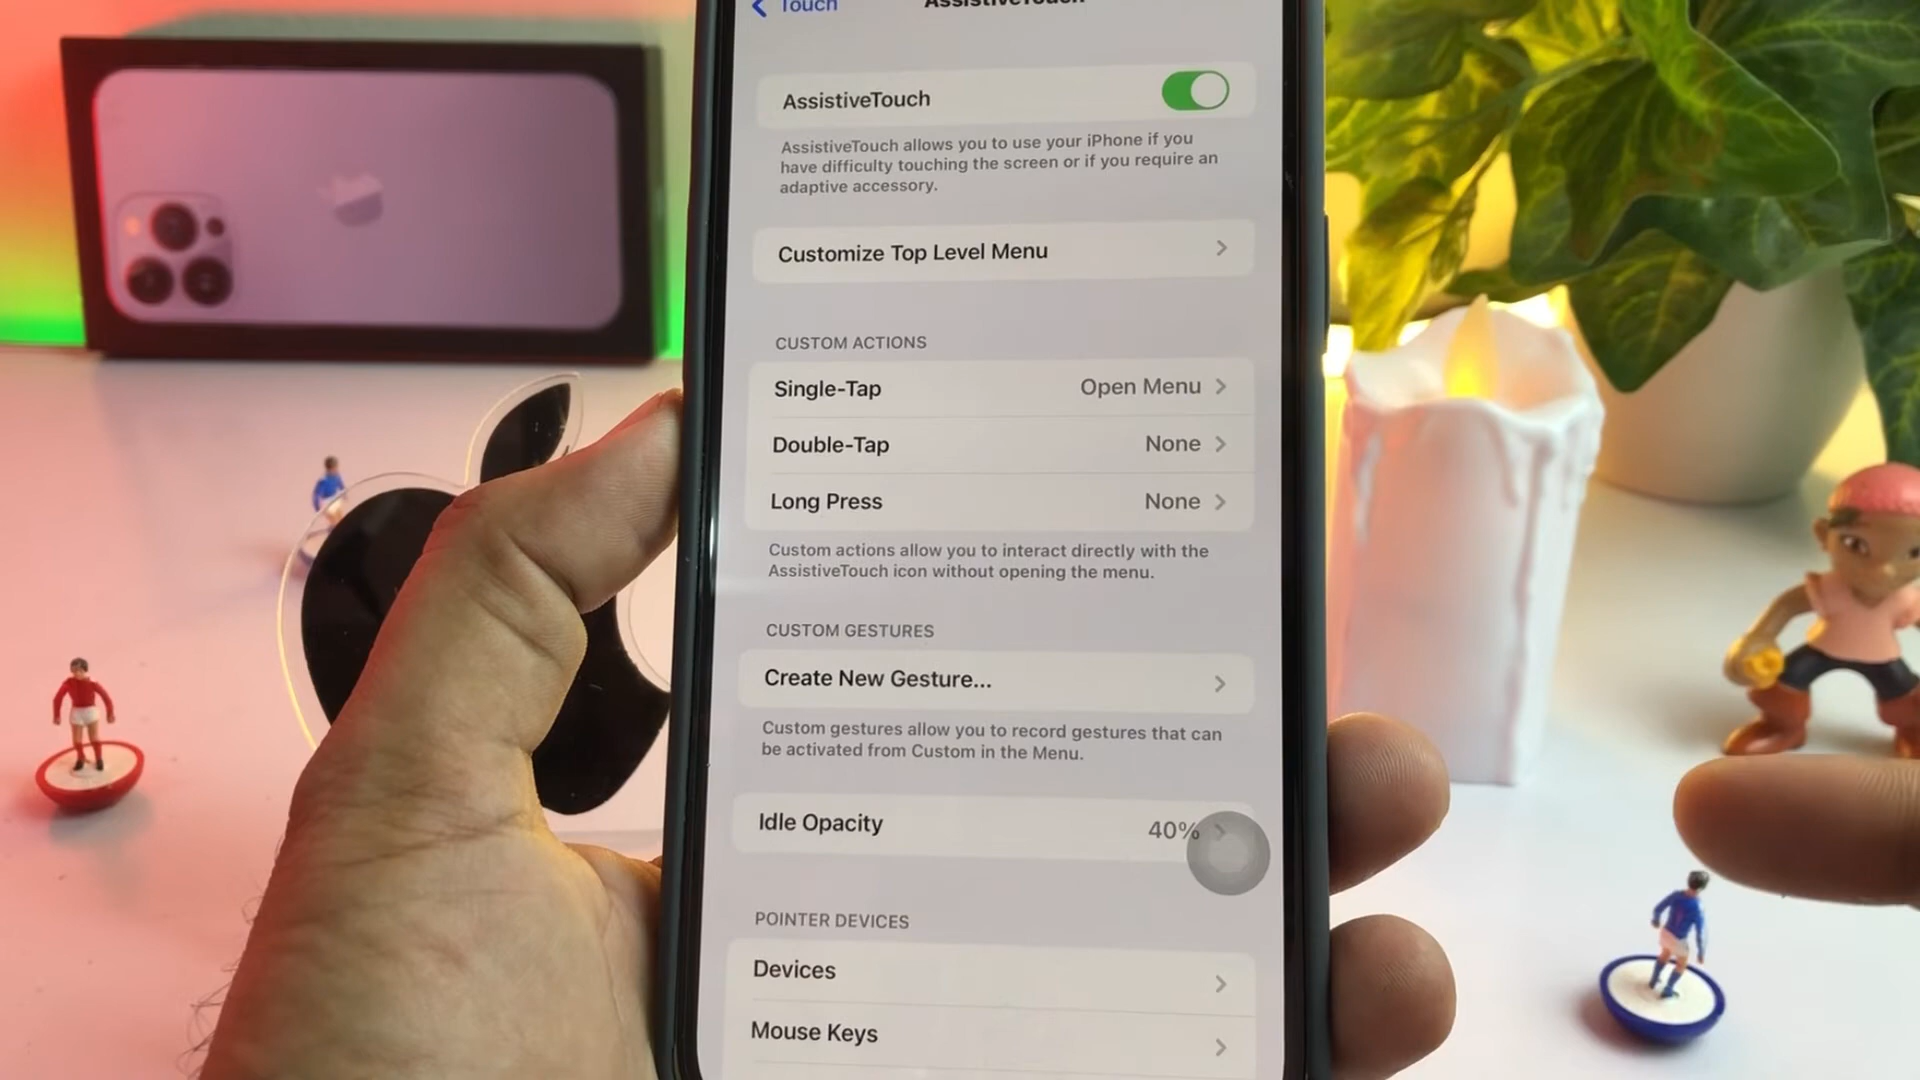 Touch
AssistiveTouch
AssistiveTouch
AssistiveTouch allows you to use your iPhone if you
have difficulty touching the screen or if you require an
adaptive accessory.
Customize Top Level Menu
CUSTOM ACTIONS
Single-Tap Open Menu
Double-Tap None
Long Press None
Custom actions allow you to interact directly with the
AssistiveTouch icon without opening the menu.
CUSTOM GESTURES
Create New Gesture...
Custom gestures allow you to record gestures that can
be activated from Custom in the Menu.
Idle Opacity 40%
POINTER DEVICES
Devices
Mouse Keys